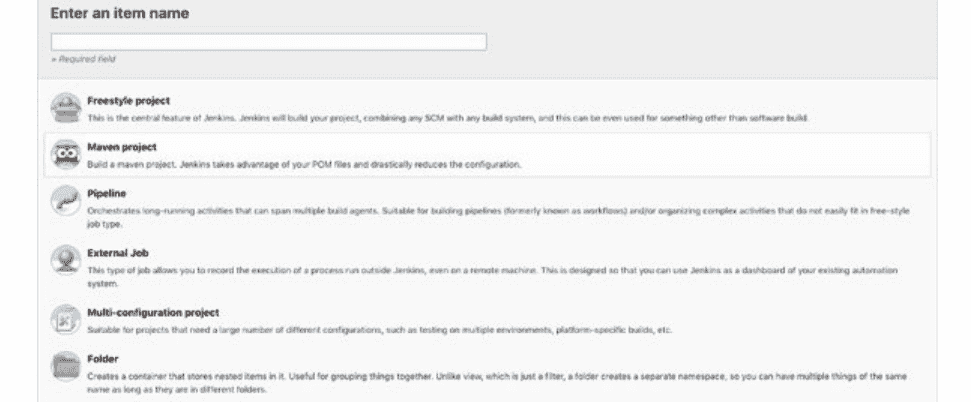 Enter an item name
» Required field
Freestyle project
This is the central feature of Jenkins. Jenkins will build your project, combining any SCM with any build system, and this can be even used for something other than software build.
Maven project
Build a maven project. Jenkins takes advantage of your POM files and drastically reduces the configuration.
Pipeline
Orchestrates long-running activities that can span multiple build agents. Suitable for building pipelines (formerly known as workflows) and/or organizing complex activities that do not easily fit in free-style
job type.
External Job
This type of job allows you to record the execution of a process run outside Jenkins, even on a remote machine. This is designed so that you can use Jenkins as a dashboard of your existing automation
system.
Multi-configuration project
Suitable for projects that need a large number of different configurations, such as testing on multiple environments, platform-specific builds, etc.
Folder
Creates a container that stores nested items in it. Useful for grouping things together. Unlike view, which is just a filter, a folder creates a separate namespace, so you can have multiple things of the same
name as long as they are in different folders.